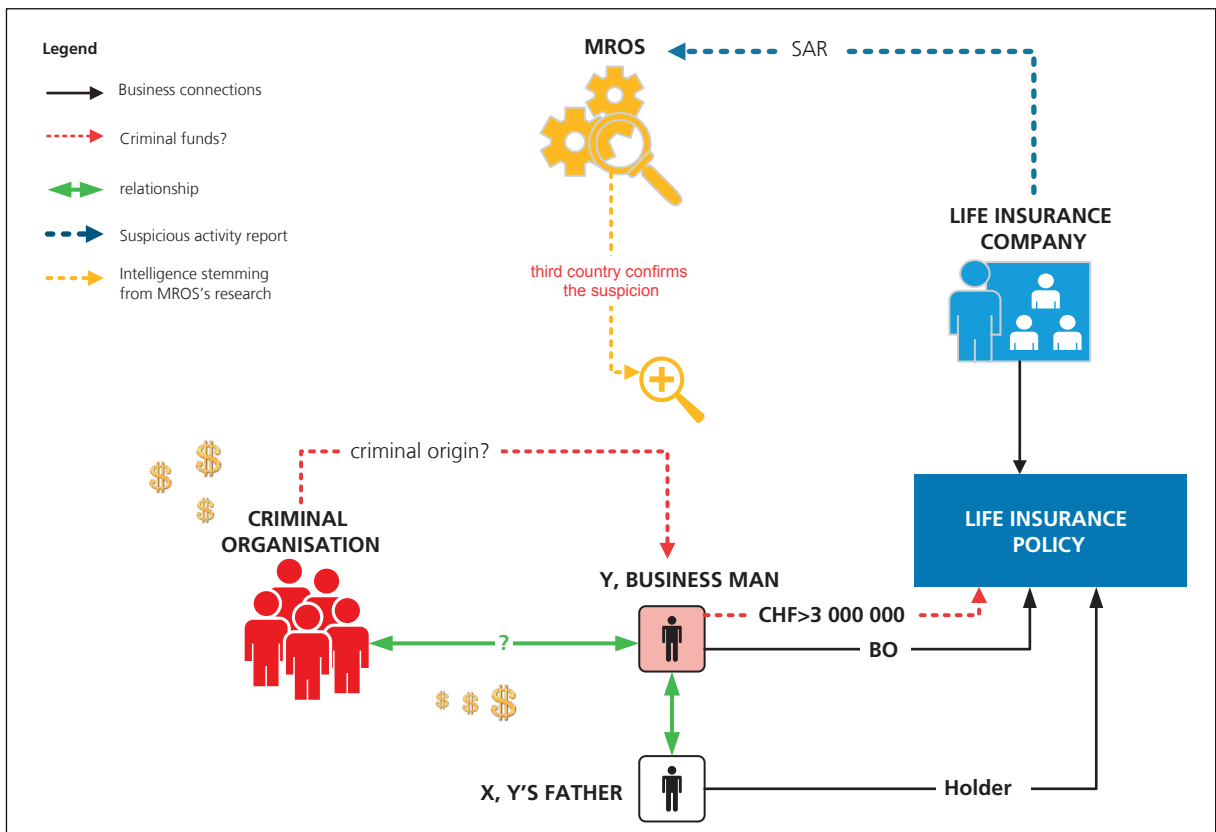 Legend
Business connections
Criminal funds?
relationship
Suspicious activity report
Intelligence stemming
from MROS's research
MROS
SAR
LIFE INSURANCE
COMPANY
third country confirms
the suspicion
criminal origin?
$
$
$
CRIMINAL
ORGANISATION
LIFE INSURANCE
POLICY
Y, BUSINESS MAN
CHF>3 000 000
?
BO
$
$
$
X, Y'S FATHER
Holder